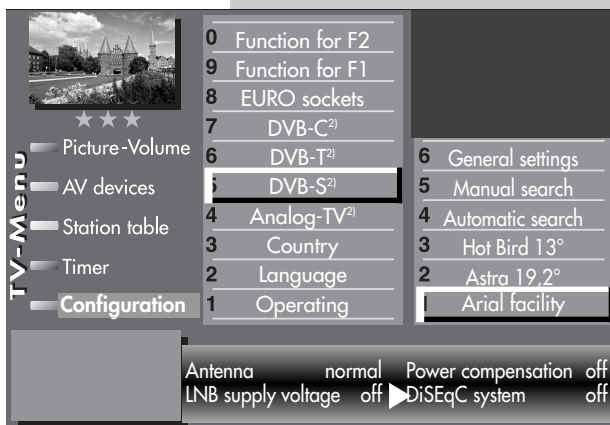 TV-Menu
Picture-Volume
AV devices
Station table
Timer
Configuration
0 Function for F2
9 Function for F1
8 EURO sockets
7 DVB-C2)
6 DVB-T2)
5 DVB-S2)
4 Analog-TV2)
3 Country
2 Language
1 Operating
6 General settings
5 Manual search
4 Automatic search
3 Hot Bird 13°
2 Astra 19,2°
1 Arial facility
Antenna normal Power compensation off
LNB supply voltage off DiSEqC system off